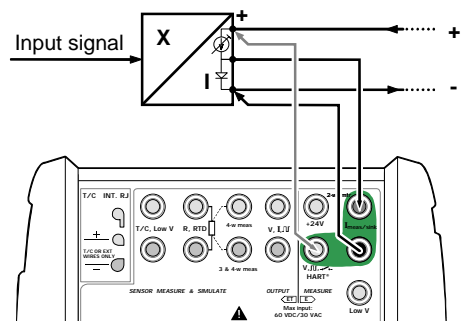 +
Input signal
X
+
I
-
T/C INT. RJ
+
T/C OR EXT
WIRES ONLY
−
T/C, Low V
R, RTD
4-w meas
3 & 4-w meas
V, I,
+24V
meas/sink
V,
HART®
SENSOR MEASURE & SIMULATE
OUTPUT
MEASURE
ET E
Max input:
60 VDC/30 VAC
Low V